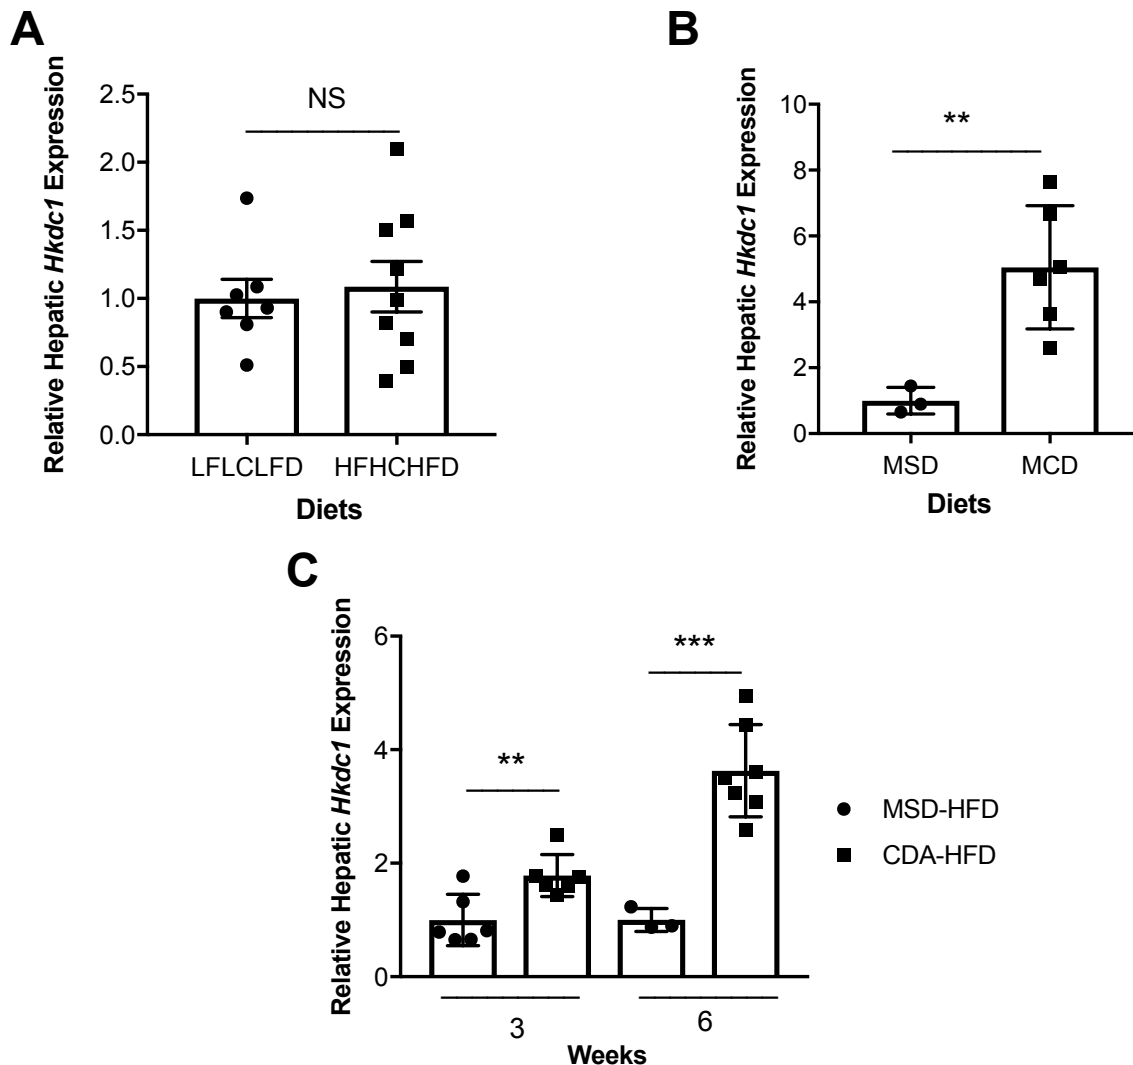 A
Relative Hepatic Hkdc1 Expression
2.5
2.0
1.5
1.0
0.5
0.0
NS
LFLCLFD HFHCHFD
Diets
B
Relative Hepatic Hkdc1 Expression
10
8
6
4
2
0
**
MSD MCD
Diets
C
Relative Hepatic Hkdc1 Expression
6
4
2
0
**
***
3 6
Weeks
MSD-HFD
CDA-HFD